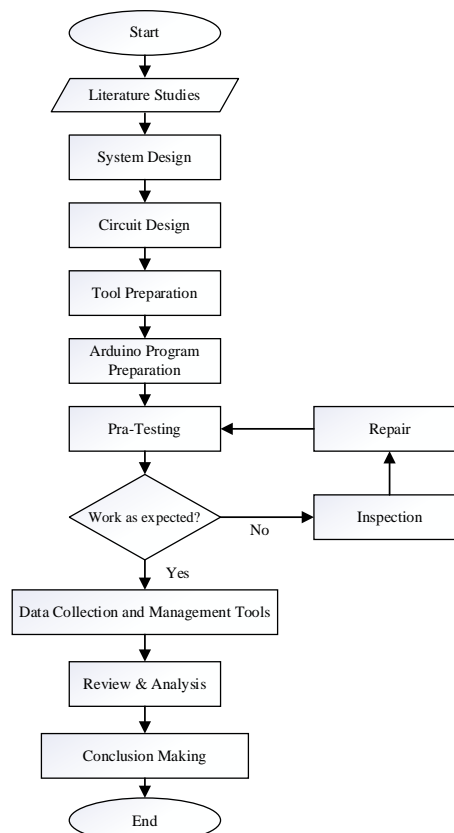 Start
Literature Studies
System Design
Circuit Design
Tool Preparation
Arduino Program
Preparation
Pra-Testing
Repair
Work as expected?
No
Inspection
Yes
Data Collection and Management Tools
Review & Analysis
Conclusion Making
End